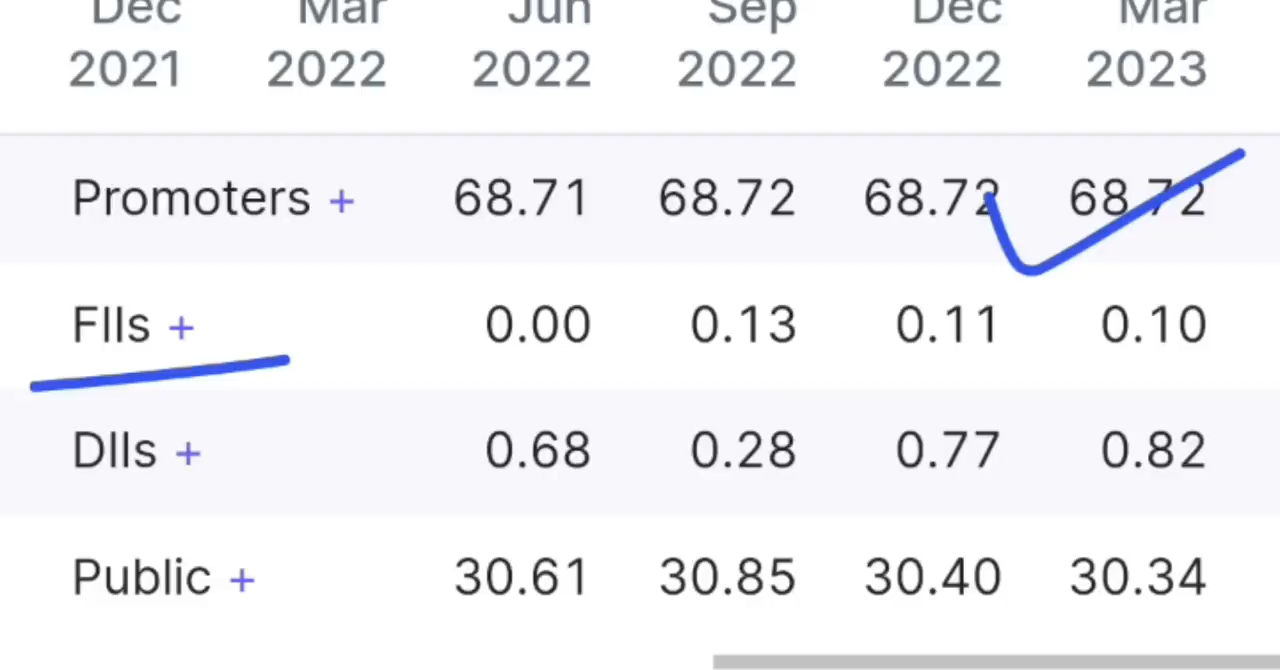 Dec Mar Jun Sep Dec Mar
2021 2022 2022 2022 2022 2023
Promoters + 68.71 68.72 68.72 68.72
FIIs + 0.00 0.13 0.11 0.10
DIIs + 0.68 0.28 0.77 0.82
Public + 30.61 30.85 30.40 30.34